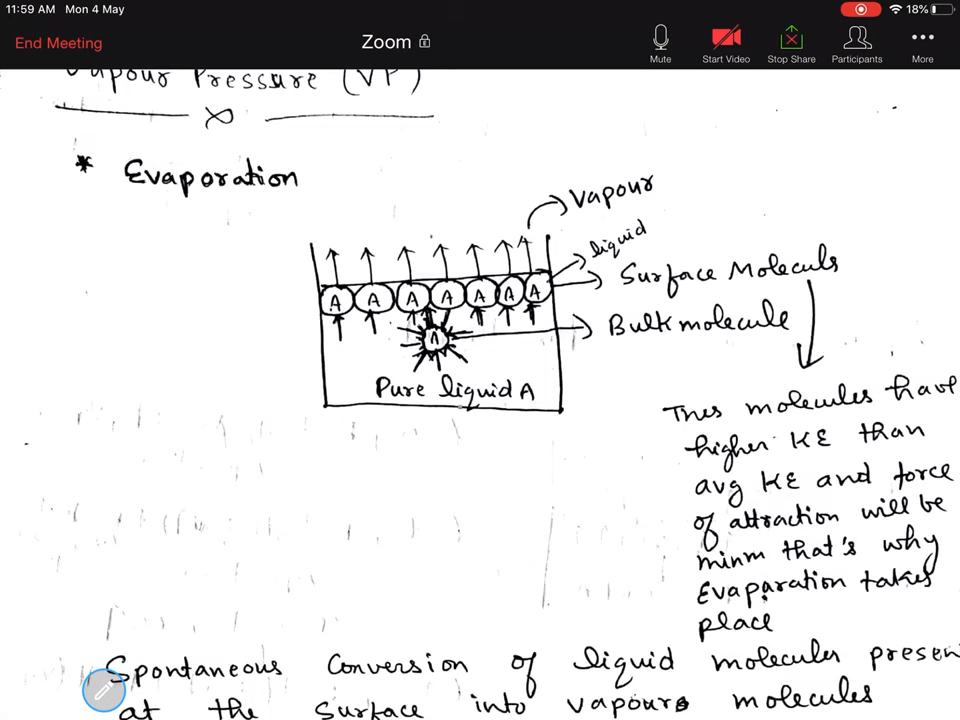 11:59 AM Mon 4 May
18%
End Meeting
Zoom
Mute
Start Video
Stop Share
Participants
More
Vapour Pressure (VP)
* Evaporation
Vapour
liquid
Surface Moleculs
Bulk molecule
A A A A A A A
A
Pure liquid A
Thes molecules have
higher KE than
avg KE and force
of attraction will be
minm that's why
Evaparation takes
place
Spontaneous Conversion of liquid molecules presen
at the surface into vapours molecules